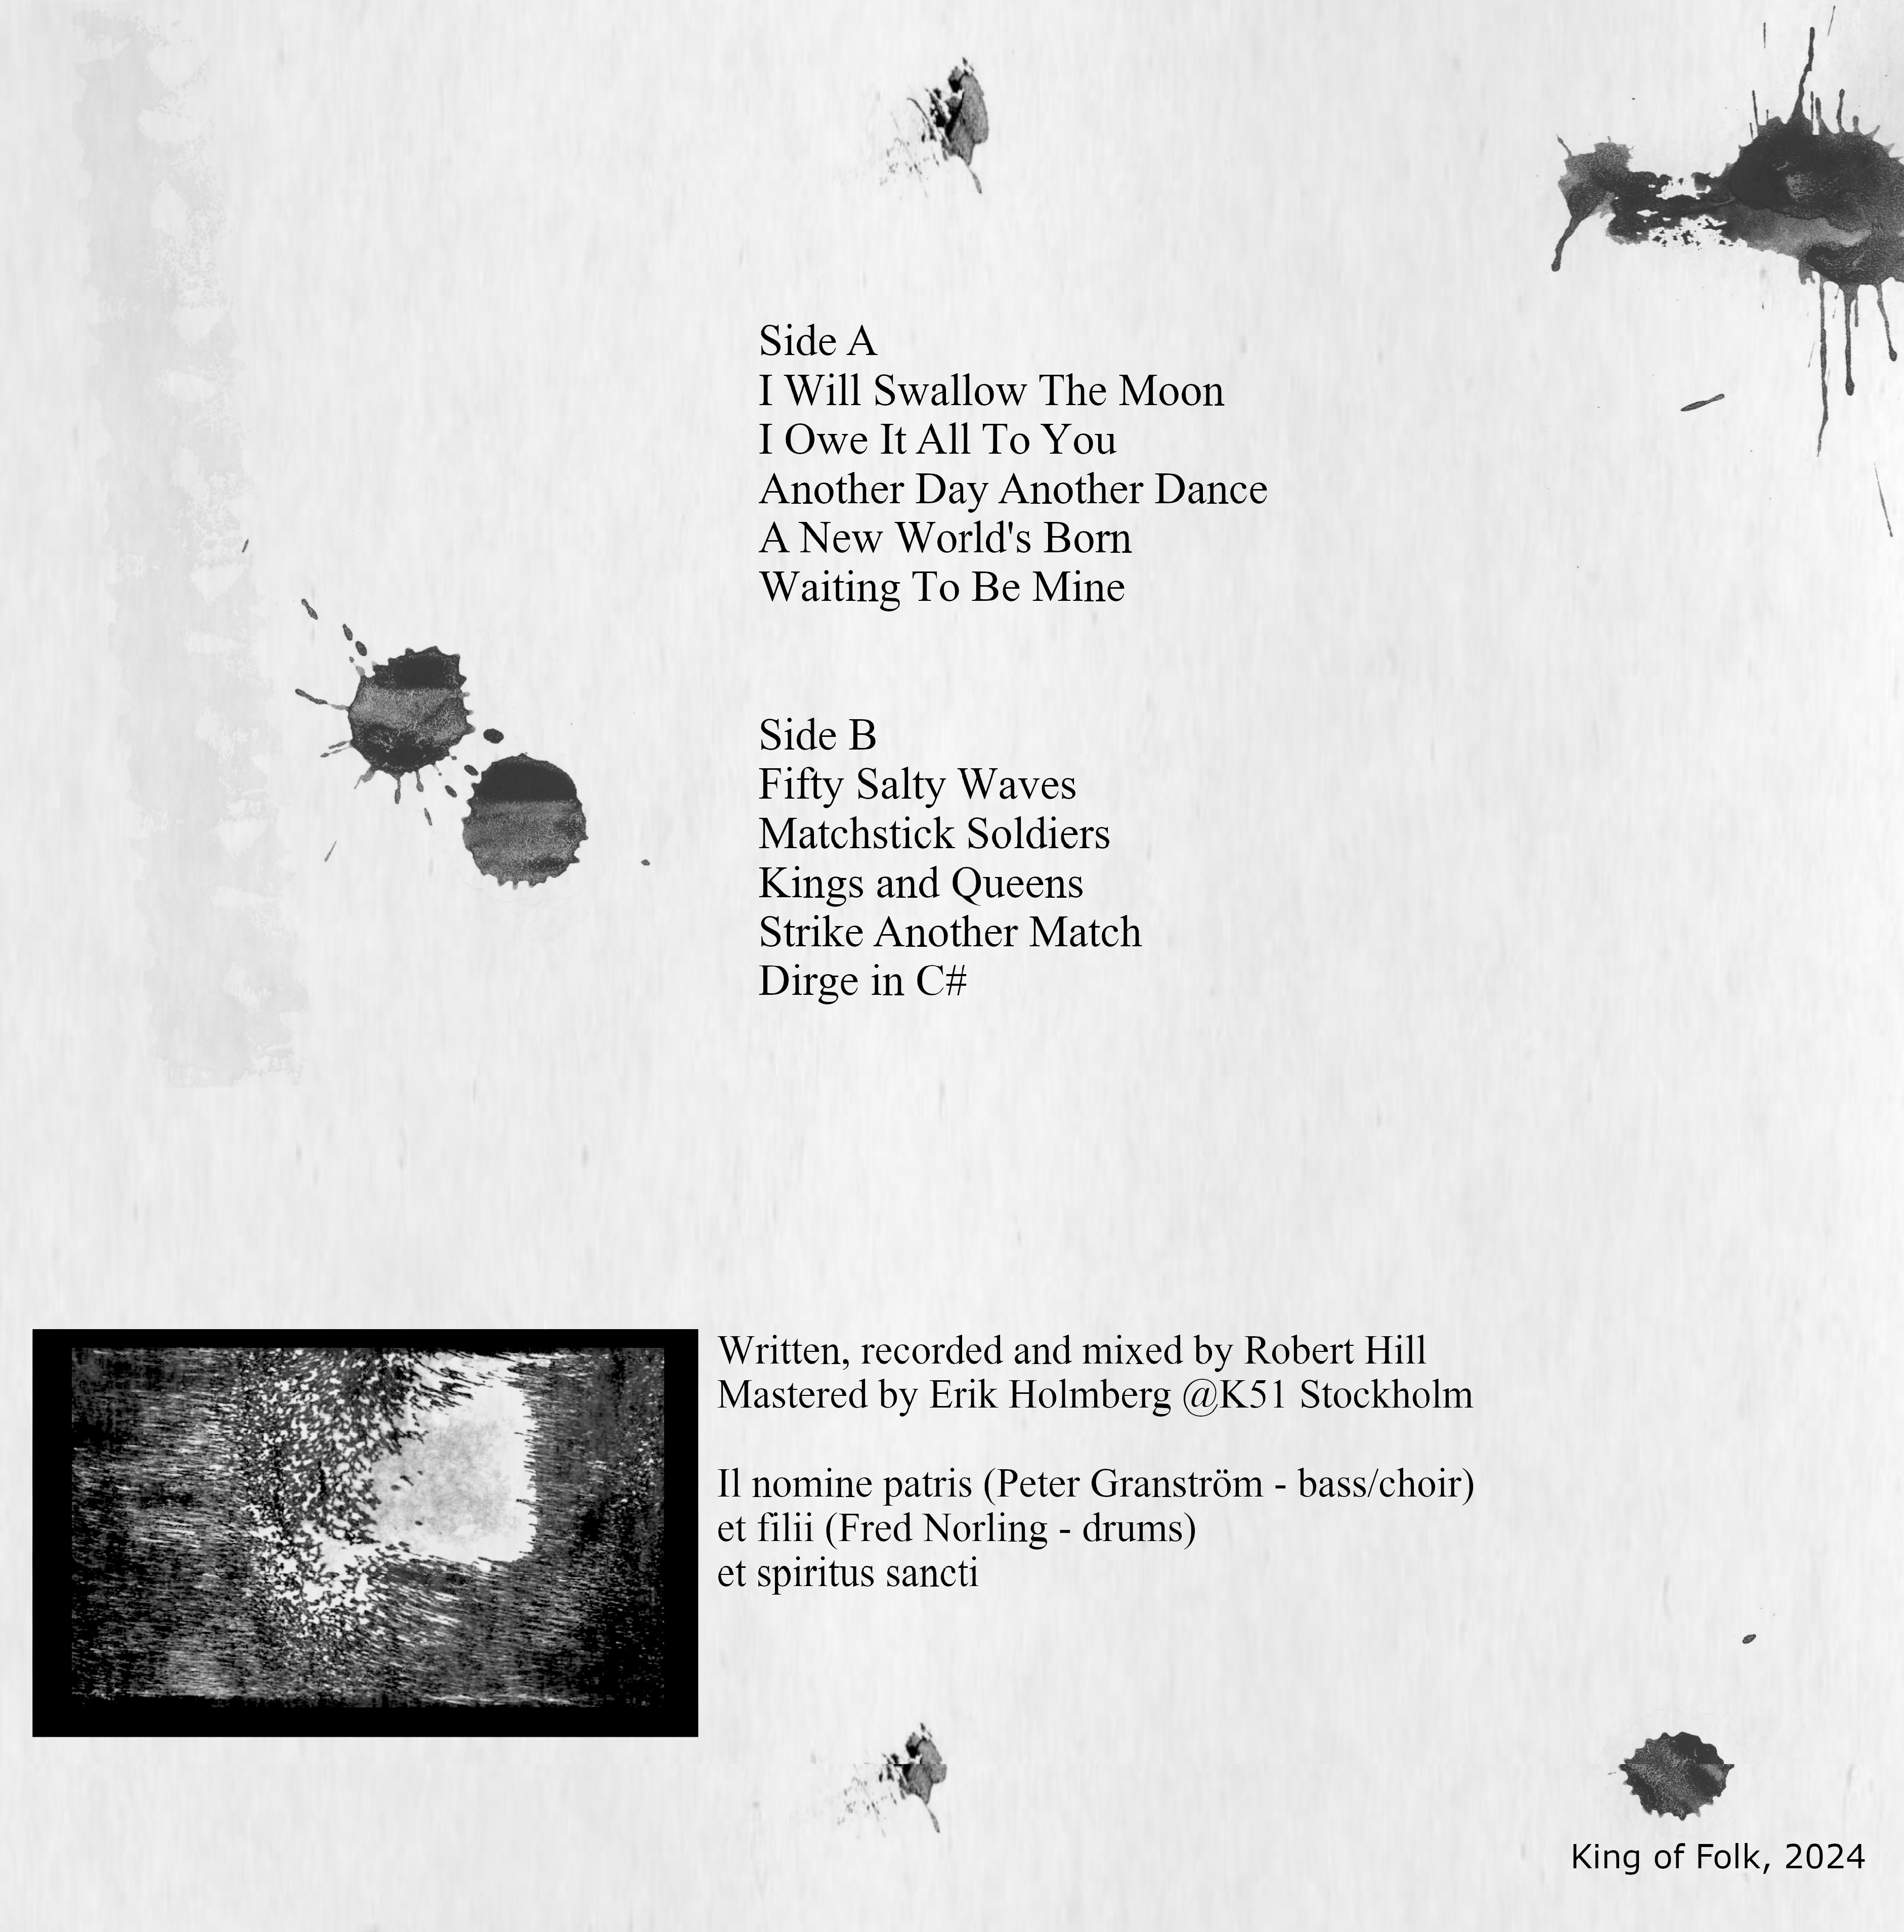 Side A
I Will Swallow The Moon
I Owe It All To You
Another Day Another Dance
A New World's Born
Waiting To Be Mine
Side B
Fifty Salty Waves
Matchstick Soldiers
Kings and Queens
Strike Another Match
Dirge in C#
Written, recorded and mixed by Robert Hill
Mastered by Erik Holmberg @K51 Stockholm
Il nomine patris (Peter Granström - bass/choir)
et filii (Fred Norling - drums)
et spiritus sancti
King of Folk, 2024